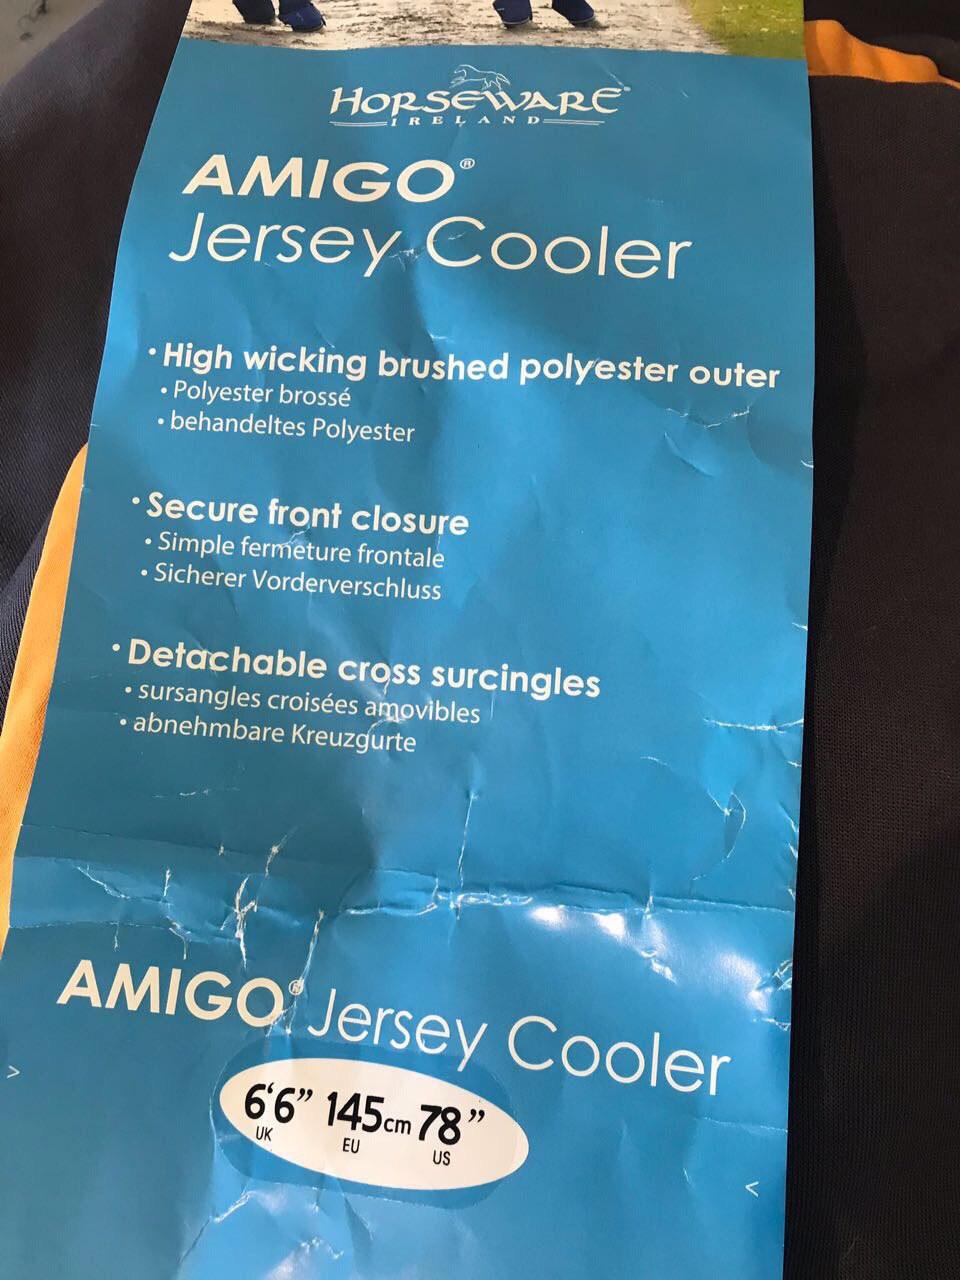 HORSEWARE®
IRELAND
AMIGO®
Jersey Cooler
• High wicking brushed polyester outer
• Polyester brossé
• behandeltes Polyester
• Secure front closure
• Simple fermeture frontale
• Sicherer Vorderverschluss
• Detachable cross surcingles
• sursangles croisées amovibles
• abnehmbare Kreuzgurte
AMIGO® Jersey Cooler
6'6” 145cm 78”
UK EU US